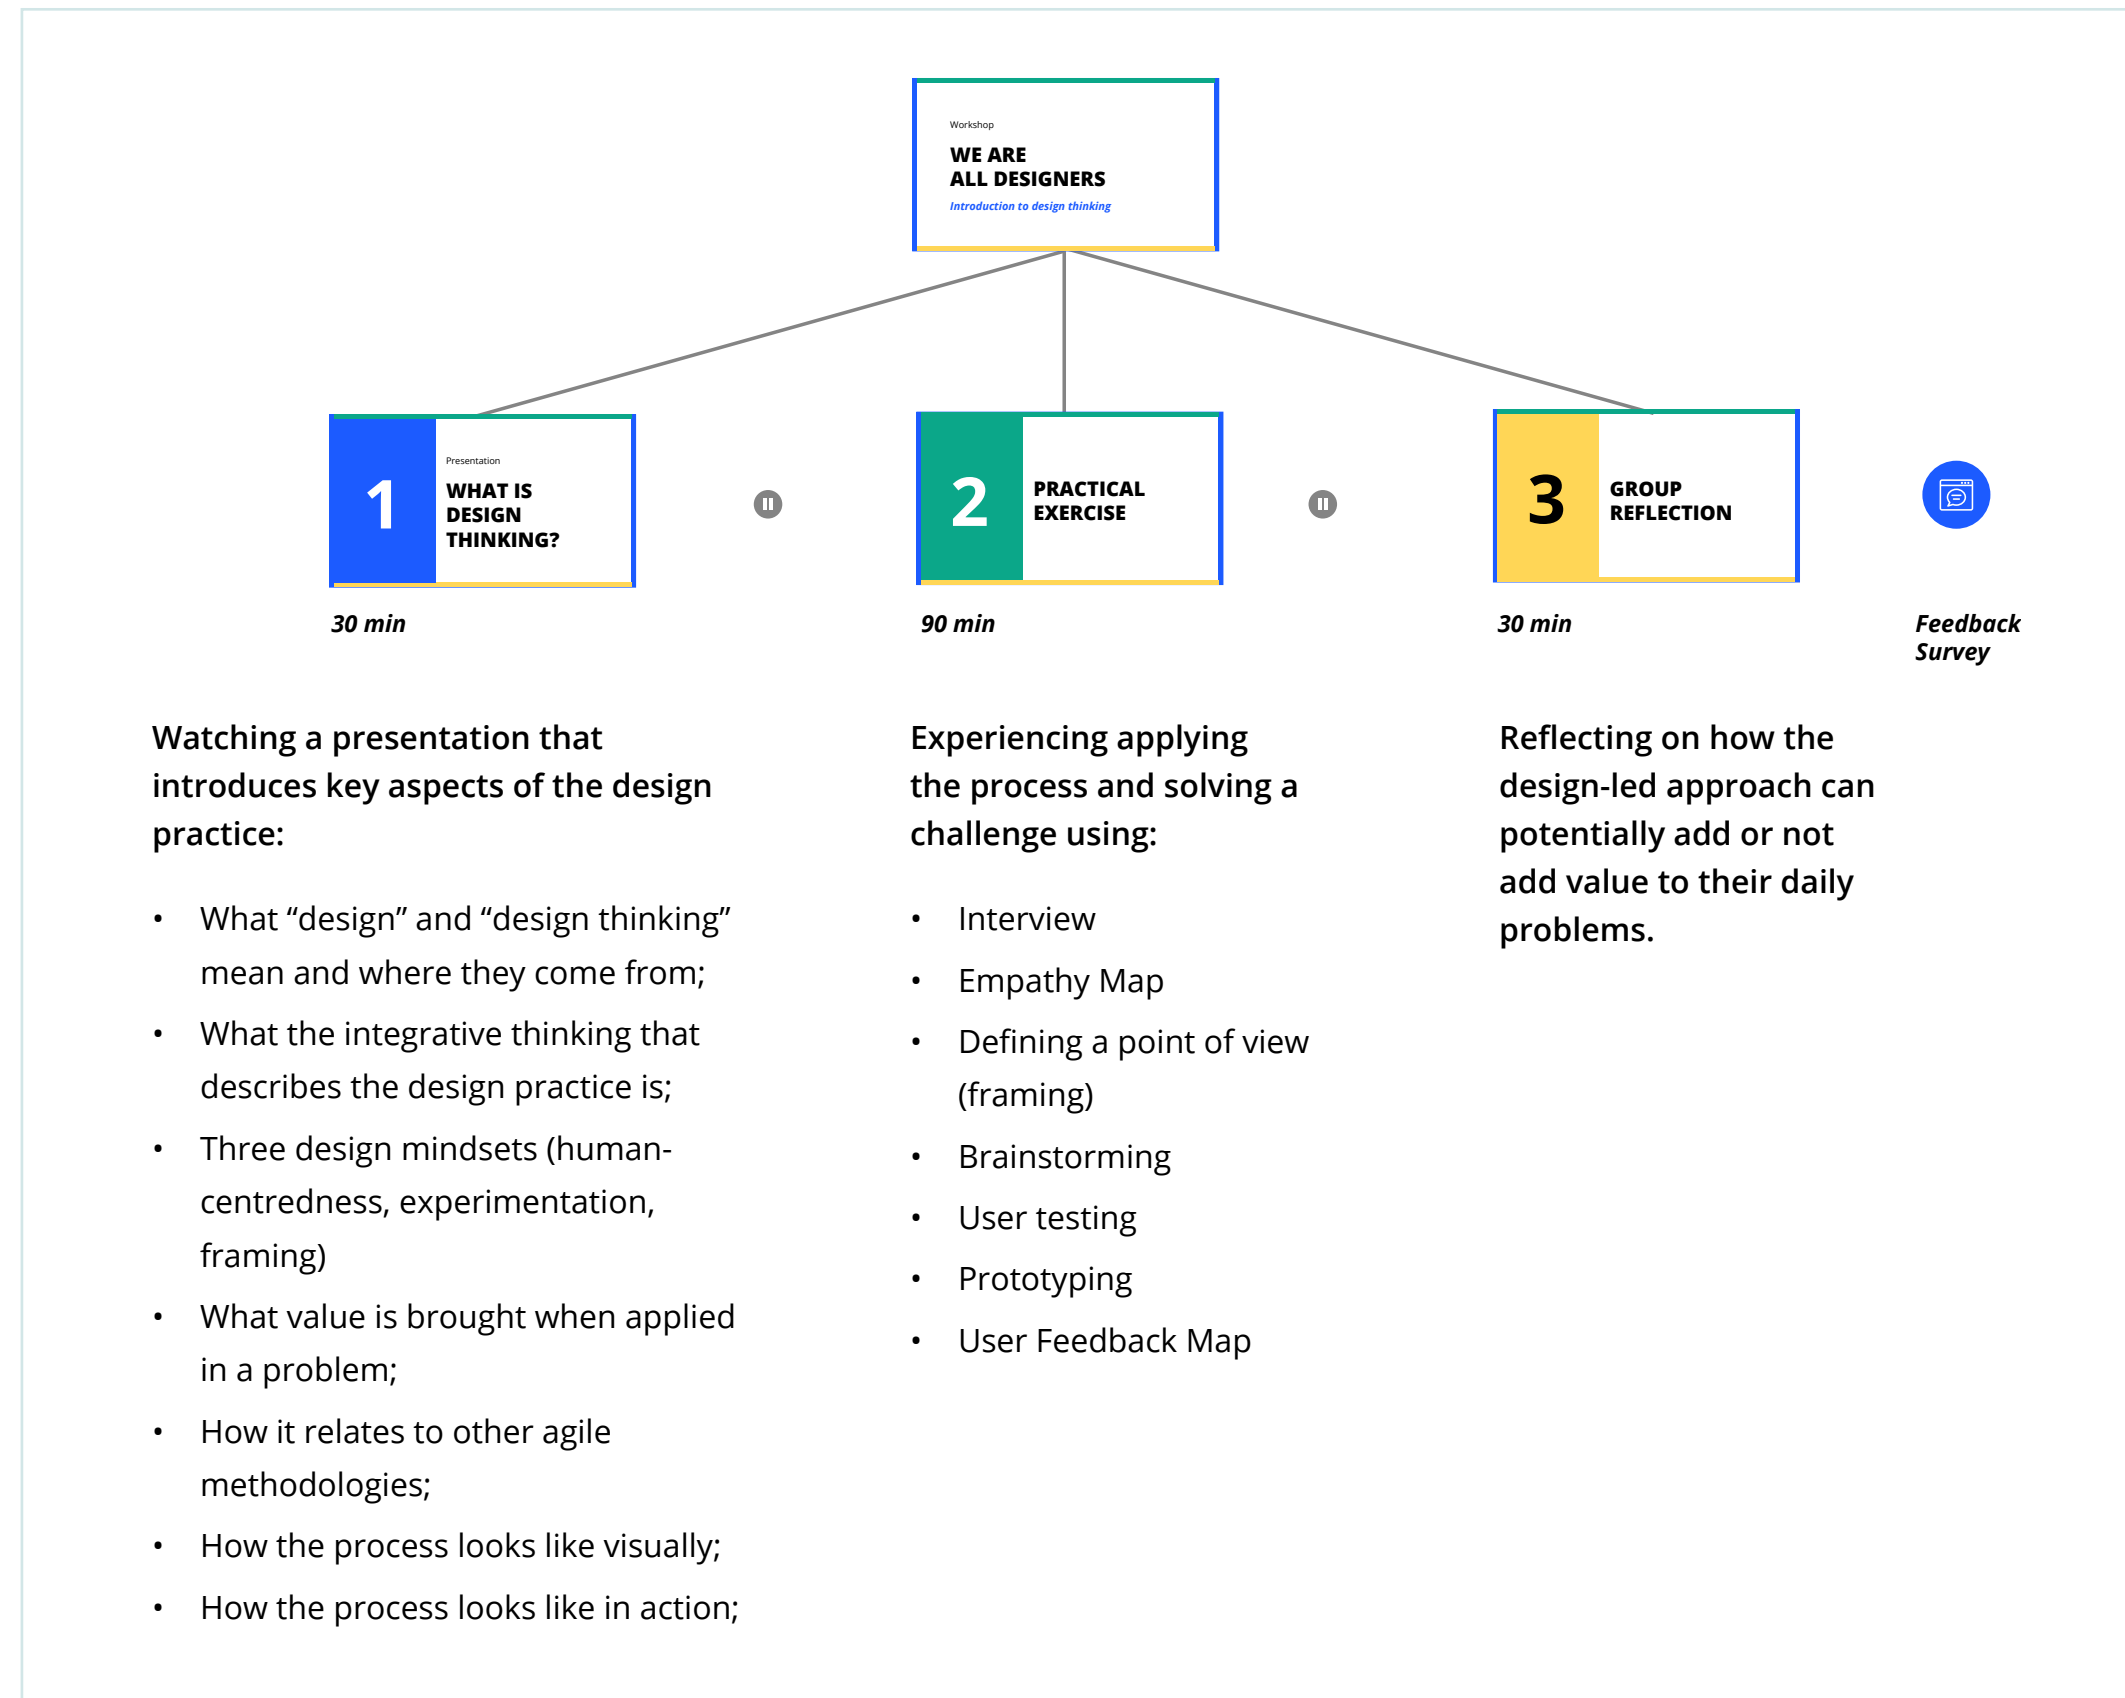 Workshop
WE ARE
ALL DESIGNERS
Introduction to design thinking
1
Presentation
WHAT IS
DESIGN
THINKING?
2
PRACTICAL
EXERCISE
3
GROUP
REFLECTION
30 min
90 min
30 min
Feedback
Survey
Watching a presentation that
introduces key aspects of the design
practice:
• What “design” and “design thinking”
mean and where they come from;
• What the integrative thinking that
describes the design practice is;
• Three design mindsets (human-
centredness, experimentation,
framing)
• What value is brought when applied
in a problem;
• How it relates to other agile
methodologies;
• How the process looks like visually;
• How the process looks like in action;
Experiencing applying
the process and solving a
challenge using:
• Interview
• Empathy Map
• Defining a point of view
(framing)
• Brainstorming
• User testing
• Prototyping
• User Feedback Map
Reflecting on how the
design-led approach can
potentially add or not
add value to their daily
problems.